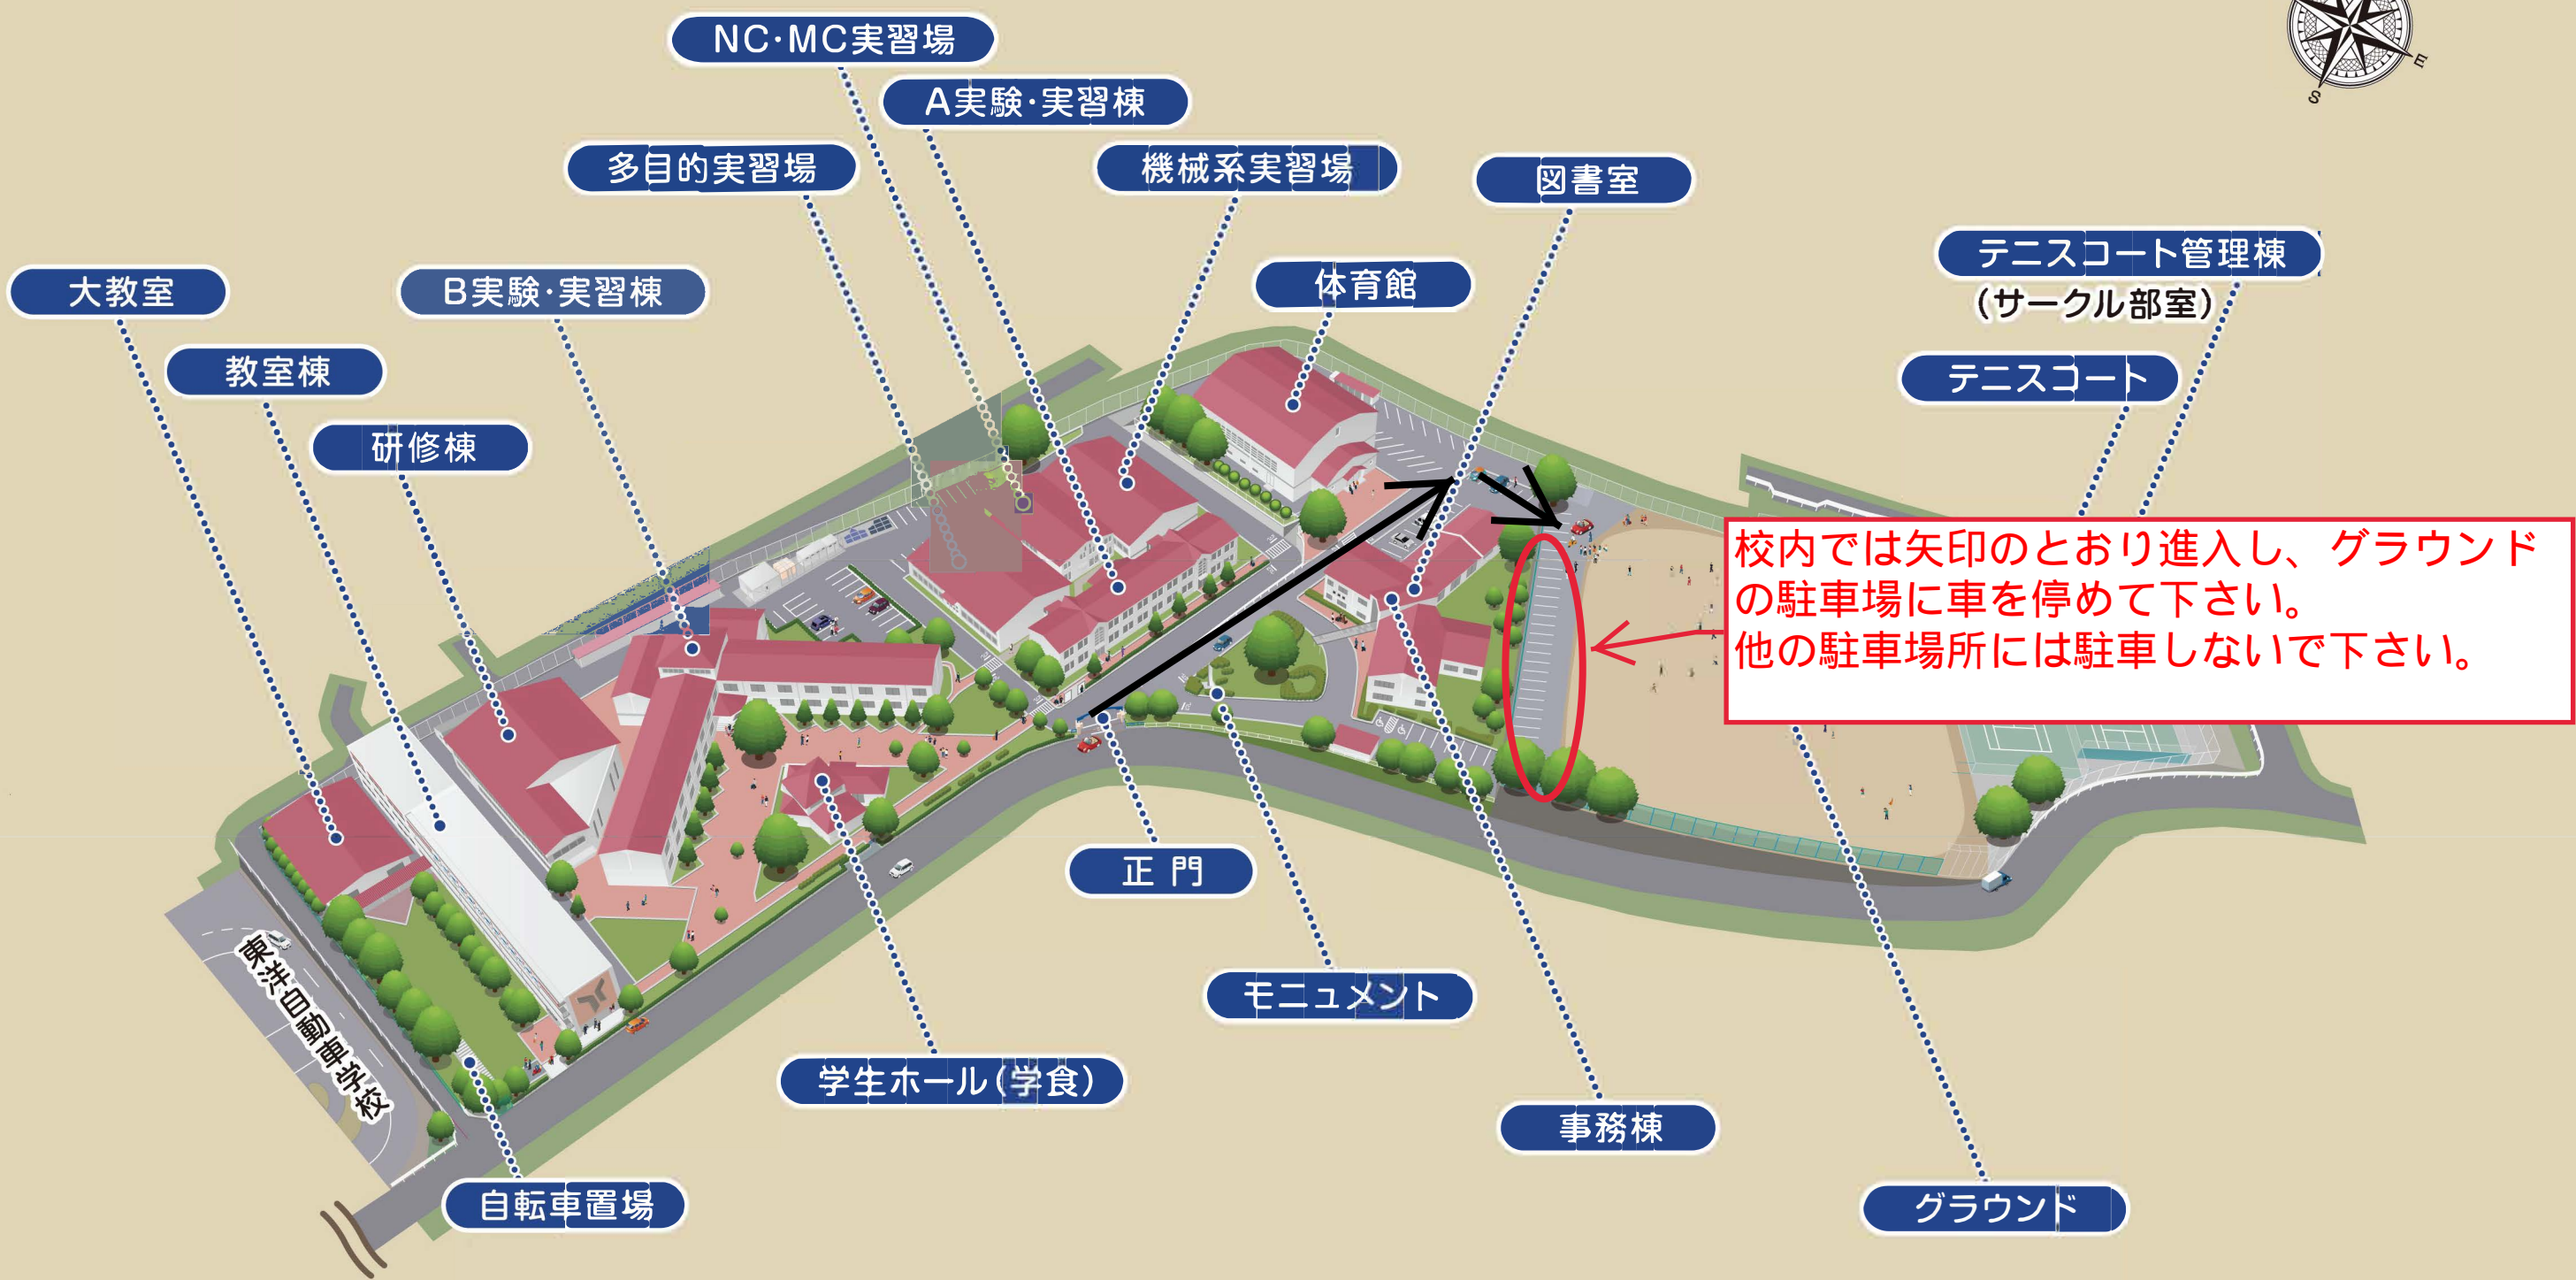 NC·MC実習場
A実験·実習棟
多目的実習場
機械系実習場
図書室
テニスコート管理棟
(サークル部室)
体育館
大教室
B実験·実習棟
教室棟
テニスコート
研修棟
校内では矢印のとおり進入し、グラウンド
の駐車場に車を停めて下さい。
他の駐車場所には駐車しないで下さい。
正門
東洋自動車学校
モニュメント
学生ホール(学食)
事務棟
自転車置場
グラウンド
E
S